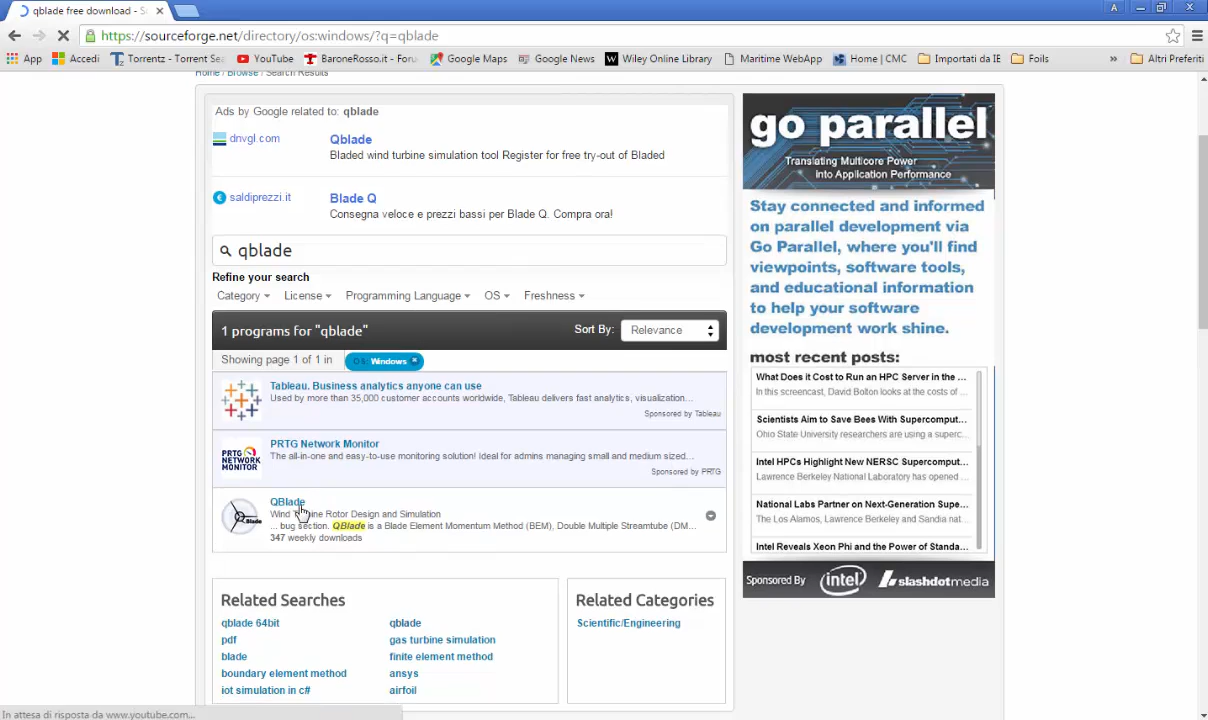 qblade free download -
A
https://sourceforge.net/directory/os:windows/?q=qblade
App
Accedi
Torrentz - Torrent Sea
YouTube
BaroneRosso.it - Foru
Google Maps
Google News
Wiley Online Library
Maritime WebApp
Home | CMC
Importati da IE
Foils
»
Altri Preferiti
Home / Browse / Search Results
Ads by Google related to: qblade
dnvgl.com
Qblade
Bladed wind turbine simulation tool Register for free try-out of Bladed
saldiprezzi.it
Blade Q
Consegna veloce e prezzi bassi per Blade Q. Compra ora!
qblade
Refine your search
Category
License
Programming Language
OS
Freshness
1 programs for "qblade"
Sort By:
Relevance
Showing page 1 of 1 in
OS: Windows
Tableau. Business analytics anyone can use
Used by more than 35,000 customer accounts worldwide, Tableau delivers fast analytics, visualization...
Sponsored by Tableau
PRTG NETWORK MONITOR
PRTG Network Monitor
The all-in-one and easy-to-use monitoring solution! ideal for admins managing small and medium sized...
Sponsored by PRTG
QBlade
QBlade
Wind Turbine Rotor Design and Simulation
... bug section. QBlade is a Blade Element Momentum Method (BEM), Double Multiple Streamtube (DM...
347 weekly downloads
Related Searches
qblade 64bit
qblade
pdf
gas turbine simulation
blade
finite element method
boundary element method
ansys
iot simulation in c#
airfoil
Related Categories
Scientific/Engineering
go parallel
Translating Multicore Power
Into Application Performance
Stay connected and informed
on parallel development via
Go Parallel, where you'll find
viewpoints, software tools,
and educational information
to help your software
development work shine.
most recent posts:
What Does it Cost to Run an HPC Server in the ...
In this screencast, David Bolton looks at the costs of ...
Scientists Aim to Save Bees With Supercomput...
Ohio State University researchers are using a superc...
Intel HPCs Highlight New NERSC Supercomput...
Lawrence Berkeley National Laboratory has opened ...
National Labs Partner on Next-Generation Supe...
The Los Alamos, Lawrence Berkeley and Sandia nat...
Intel Reveals Xeon Phi and the Power of Standa...
Sponsored By
intel
slashdotmedia
In attesa di risposta da www.youtube.com...